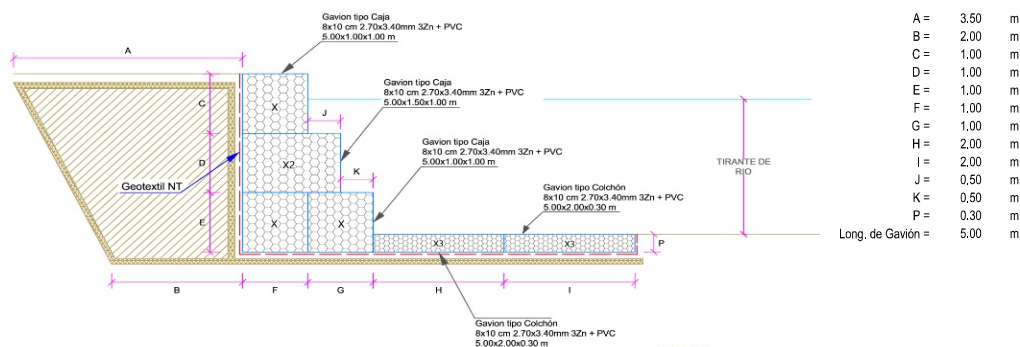 Gavion tipo Caja
8x10 cm 2.70x3.40mm 3Zn + PVC
5.00x1.00x1.00 m
A
Gavion tipo Caja
8x10 cm 2.70x3.40mm 3Zn + PVC
5.00x1.50x1.00 m
C
X
J
Gavion tipo Caja
8x10 cm 2.70x3.40mm 3Zn + PVC
5.00x1.00x1.00 m
D
X2
K
TIRANTE DE
RIO
Geotextil NT
Gavion tipo Colchón
8x10 cm 2.70x3.40mm 3Zn + PVC
5.00x2.00x0.30 m
E
X
X
X3
X3
P
B
F
G
H
I
Gavion tipo Colchón
8x10 cm 2.70x3.40mm 3Zn + PVC
5.00x2.00x0.30 m
A = 3.50 m
B = 2.00 m
C = 1.00 m
D = 1.00 m
E = 1.00 m
F = 1.00 m
G = 1,00 m
H = 2.00 m
I = 2,00 m
J = 0,50 m
K = 0,50 m
P = 0.30 m
Long. de Gavión = 5.00 m